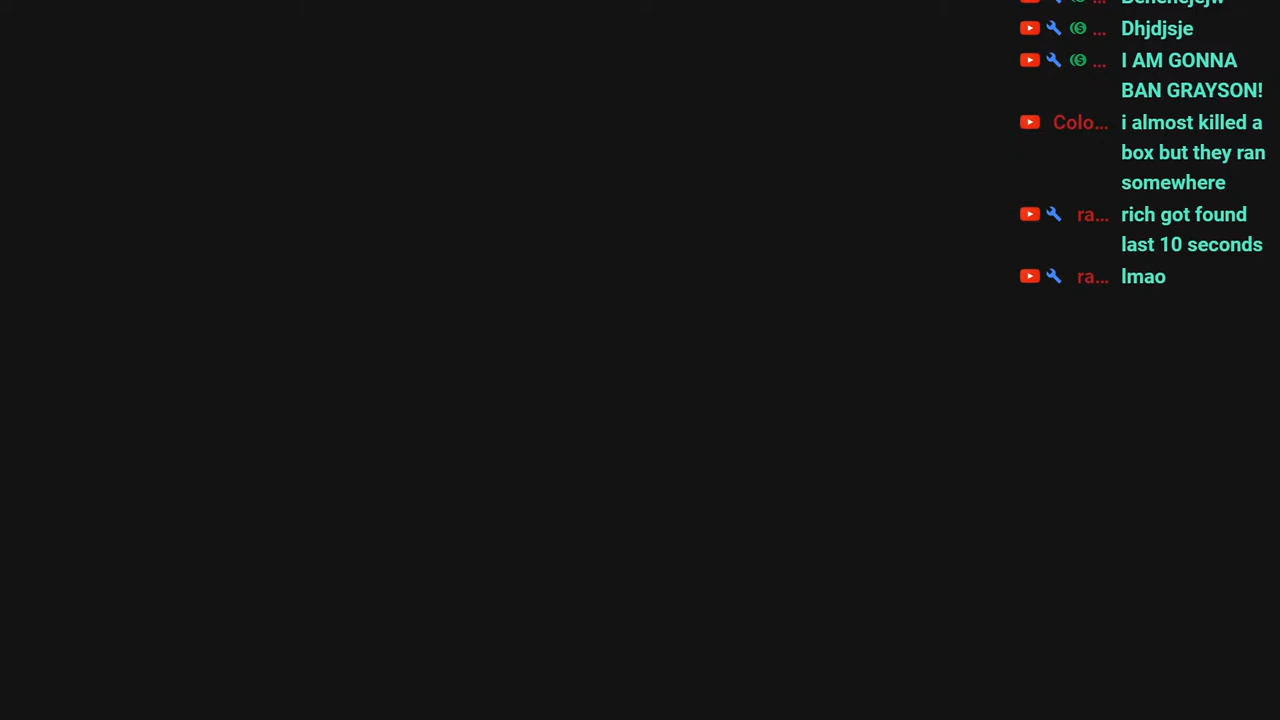 Dhjdjsje
I AM GONNA
BAN GRAYSON!
Colo... i almost killed a
box but they ran
somewhere
ra... rich got found
last 10 seconds
ra... lmao